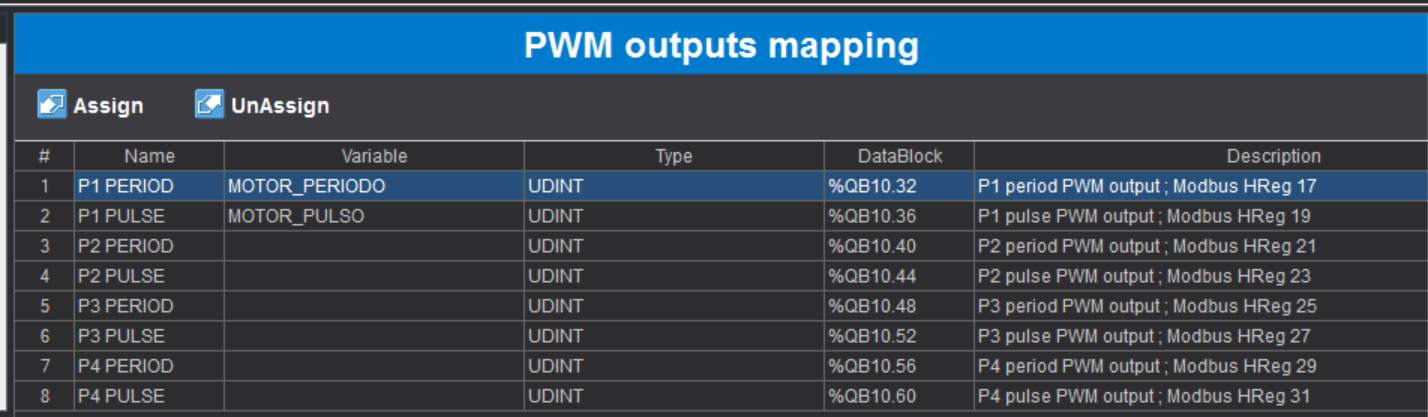 PWM outputs mapping
Assign UnAssign
# Name Variable Type DataBlock Description
1 P1 PERIOD MOTOR_PERIODO UDINT %QB10.32 P1 period PWM output ; Modbus HReg 17
2 P1 PULSE MOTOR_PULSO UDINT %QB10.36 P1 pulse PWM output ; Modbus HReg 19
3 P2 PERIOD UDINT %QB10.40 P2 period PWM output ; Modbus HReg 21
4 P2 PULSE UDINT %QB10.44 P2 pulse PWM output ; Modbus HReg 23
5 P3 PERIOD UDINT %QB10.48 P3 period PWM output ; Modbus HReg 25
6 P3 PULSE UDINT %QB10.52 P3 pulse PWM output ; Modbus HReg 27
7 P4 PERIOD UDINT %QB10.56 P4 period PWM output ; Modbus HReg 29
8 P4 PULSE UDINT %QB10.60 P4 pulse PWM output ; Modbus HReg 31